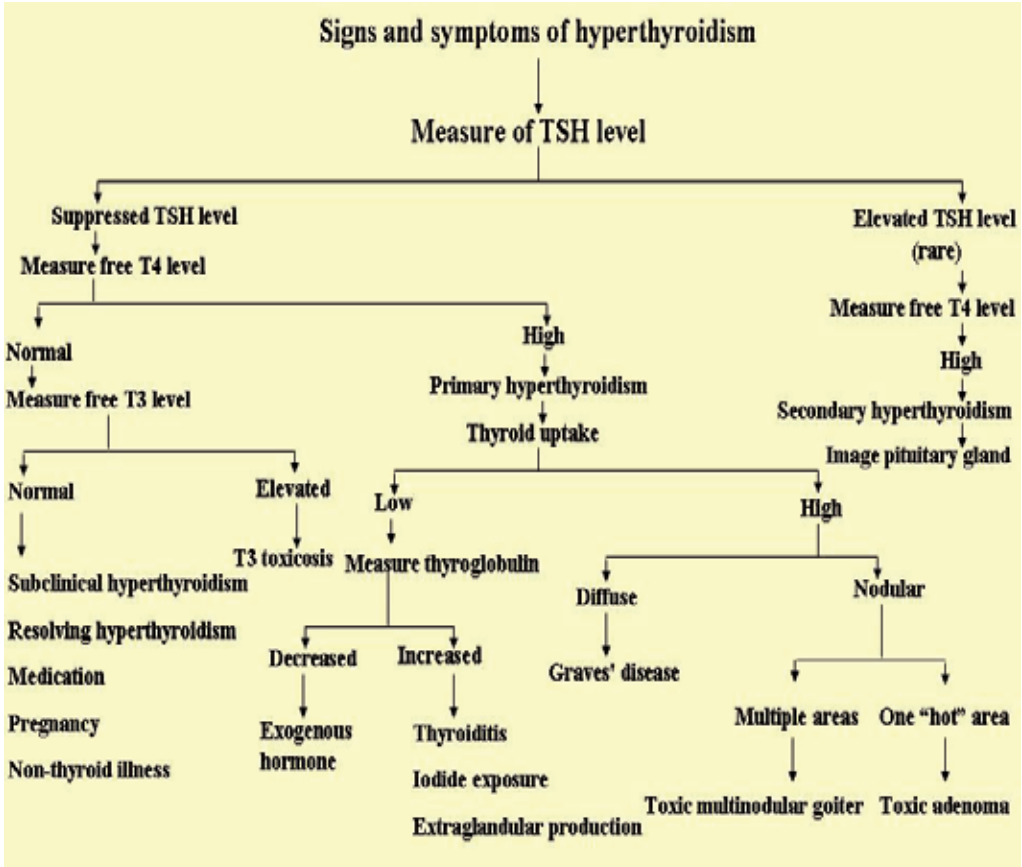 Signs and symptoms of hyperthyroidism
Measure of TSH level
Suppressed TSH level
Measure free T4 level
Normal
Measure free T3 level
Normal
Subclinical hyperthyroidism
Resolving hyperthyroidism
Medication
Pregnancy
Non-thyroid illness
Elevated
T3 toxicosis
High
Primary hyperthyroidism
Thyroid uptake
Low
Measure thyroglobulin
Decreased
Exogenous
hormone
Increased
Thyroiditis
Iodide exposure
Extraglandular production
High
Diffuse
Graves' disease
Nodular
Multiple areas
Toxic multinodular goiter
One “hot” area
Toxic adenoma
Elevated TSH level
(rare)
Measure free T4 level
High
Secondary hyperthyroidism
Image pituitary gland